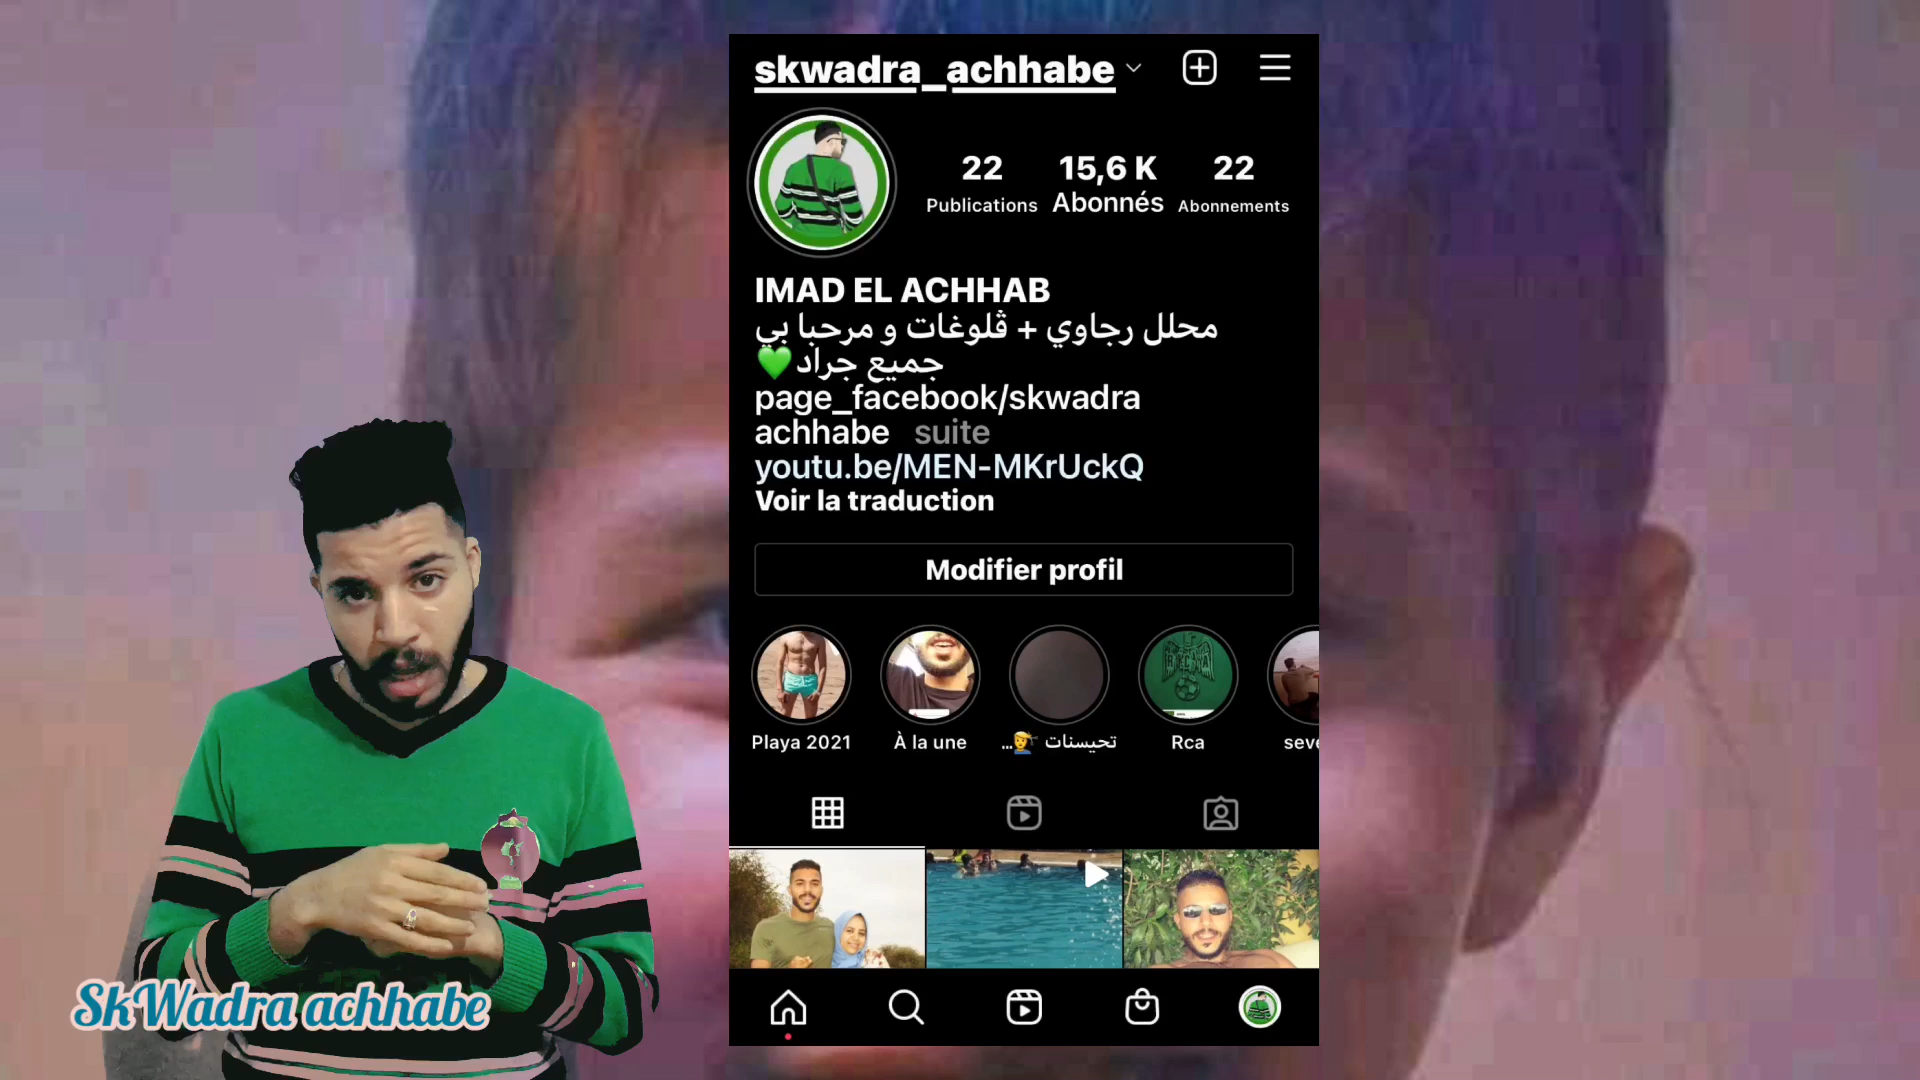 skwadra_achhabe
22
15,6 K
22
Publications
Abonnés
Abonnements
IMAD EL ACHHAB
محلل رجاوي + ڤلوغات و مرحبا بي
جميع جراد💚
page_facebook/skwadra
achhabe suite
youtu.be/MEN-MKrUckQ
Voir la traduction
Modifier profil
Playa 2021
À la une
تحيسنات 💆‍♂️...
Rca
seve
SkWadra achhabe